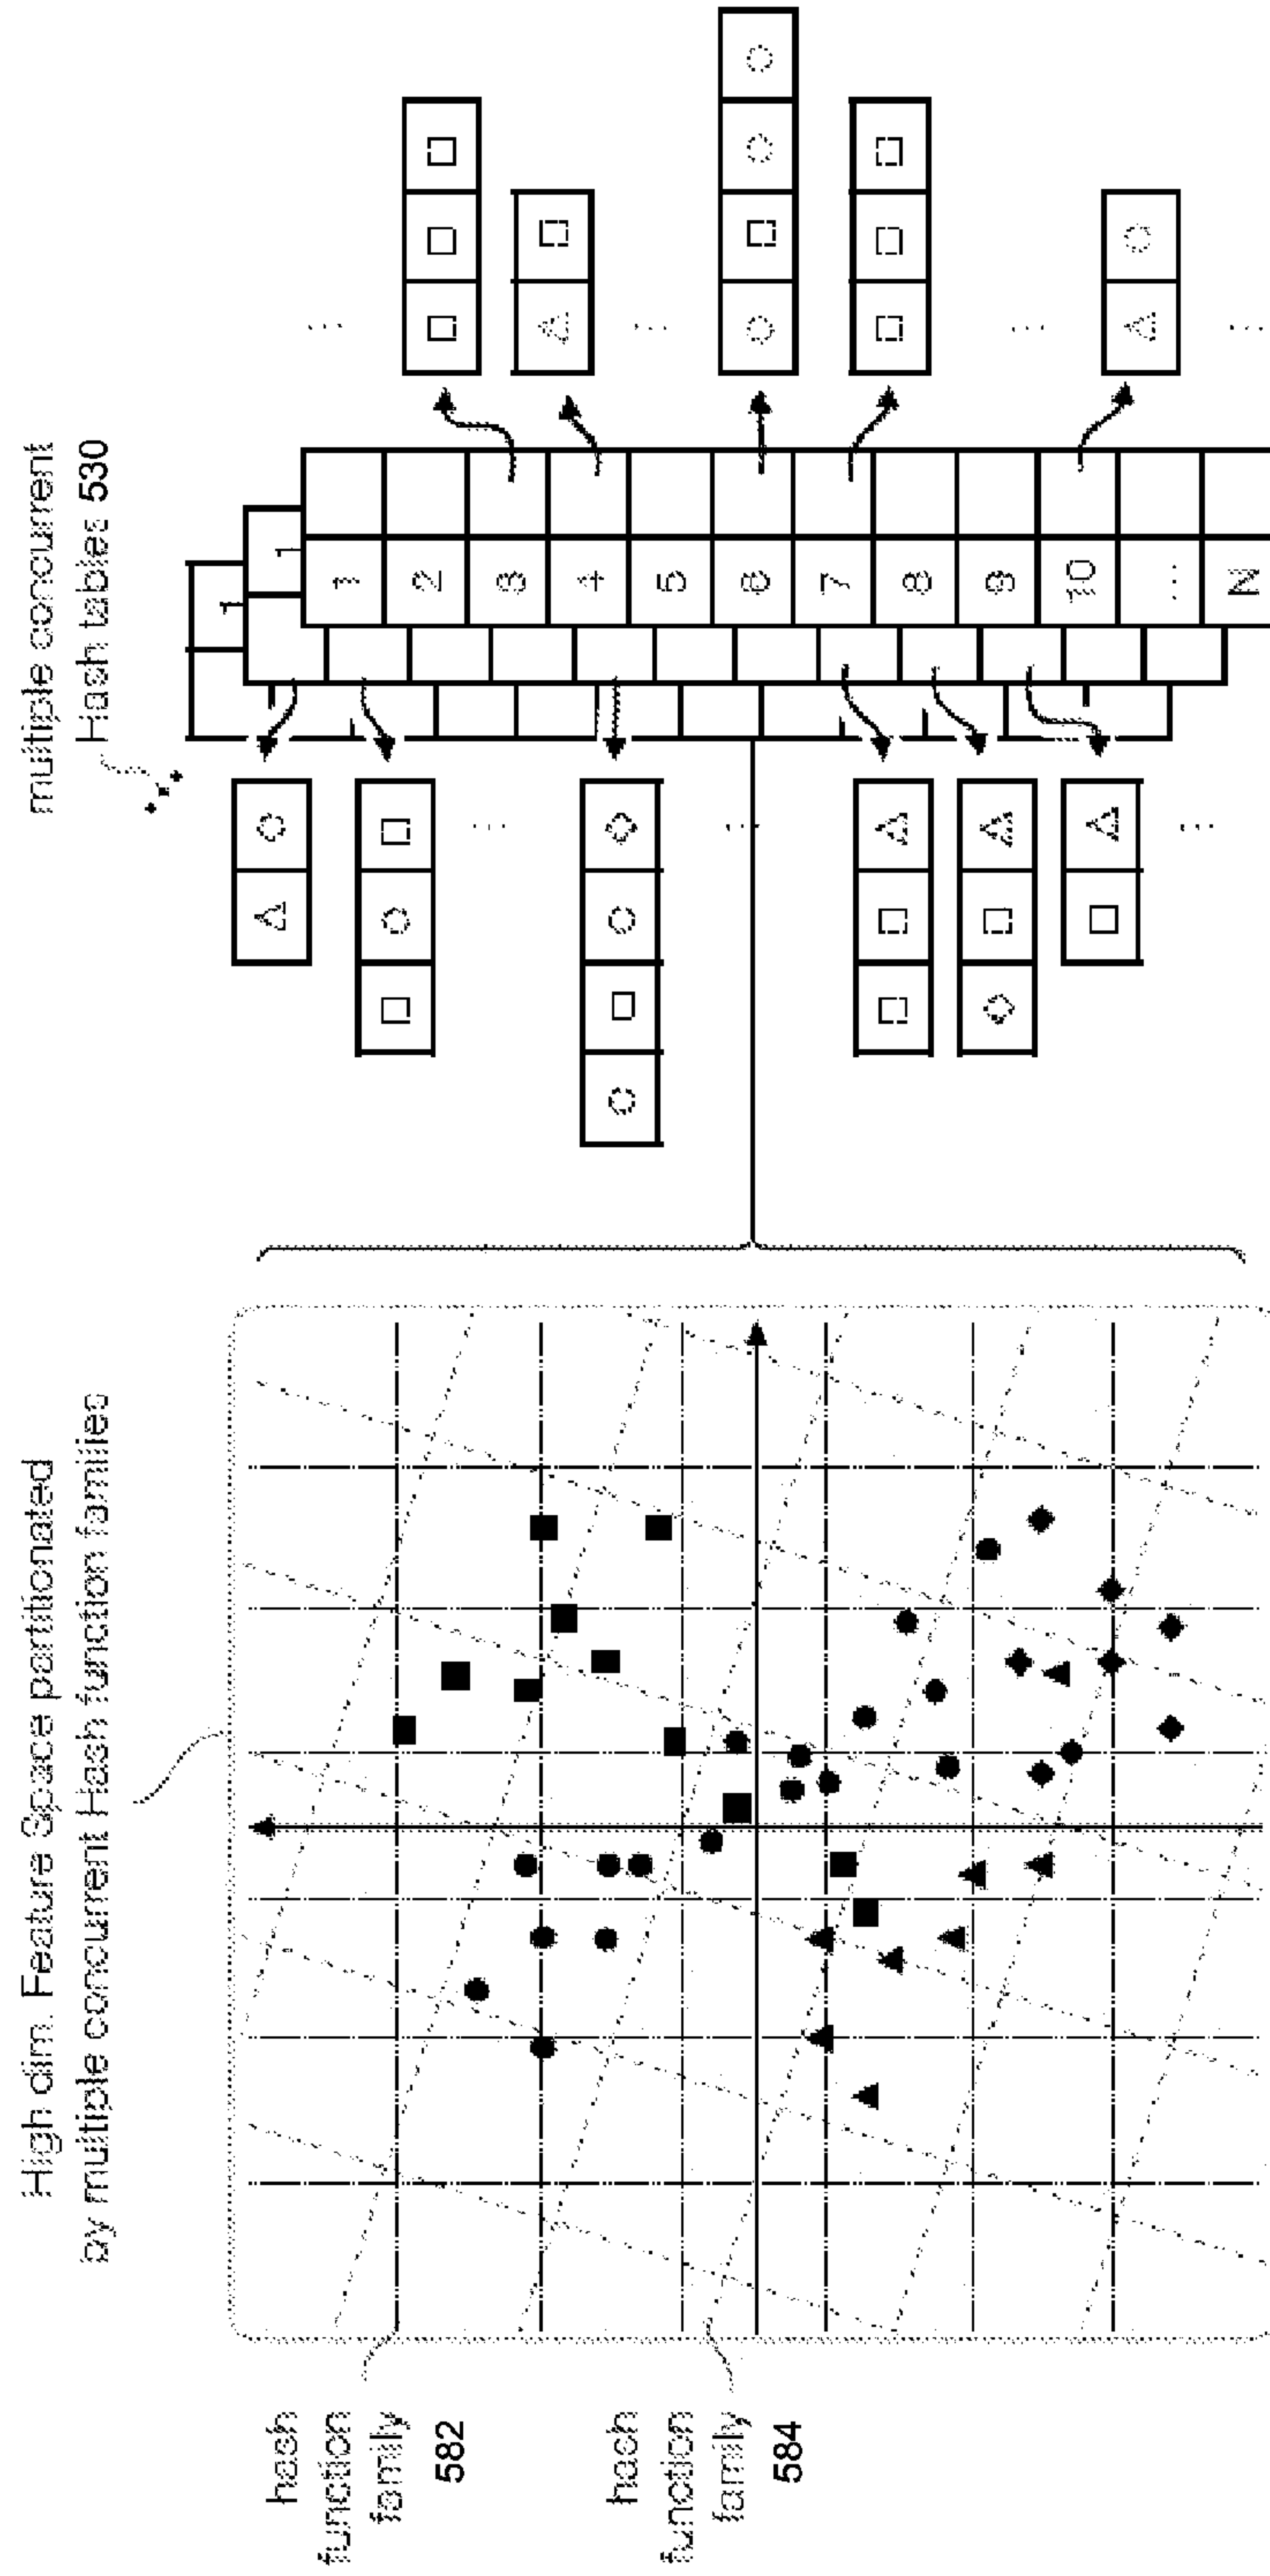 High dim. Feature Space partitionated
by multiple concurrent Hash function families
multiple concurrent
Hash tables 530
hash
function
family
582
hash
function
family
584
1
1
1
2
3
4
5
6
7
8
9
10
...
N